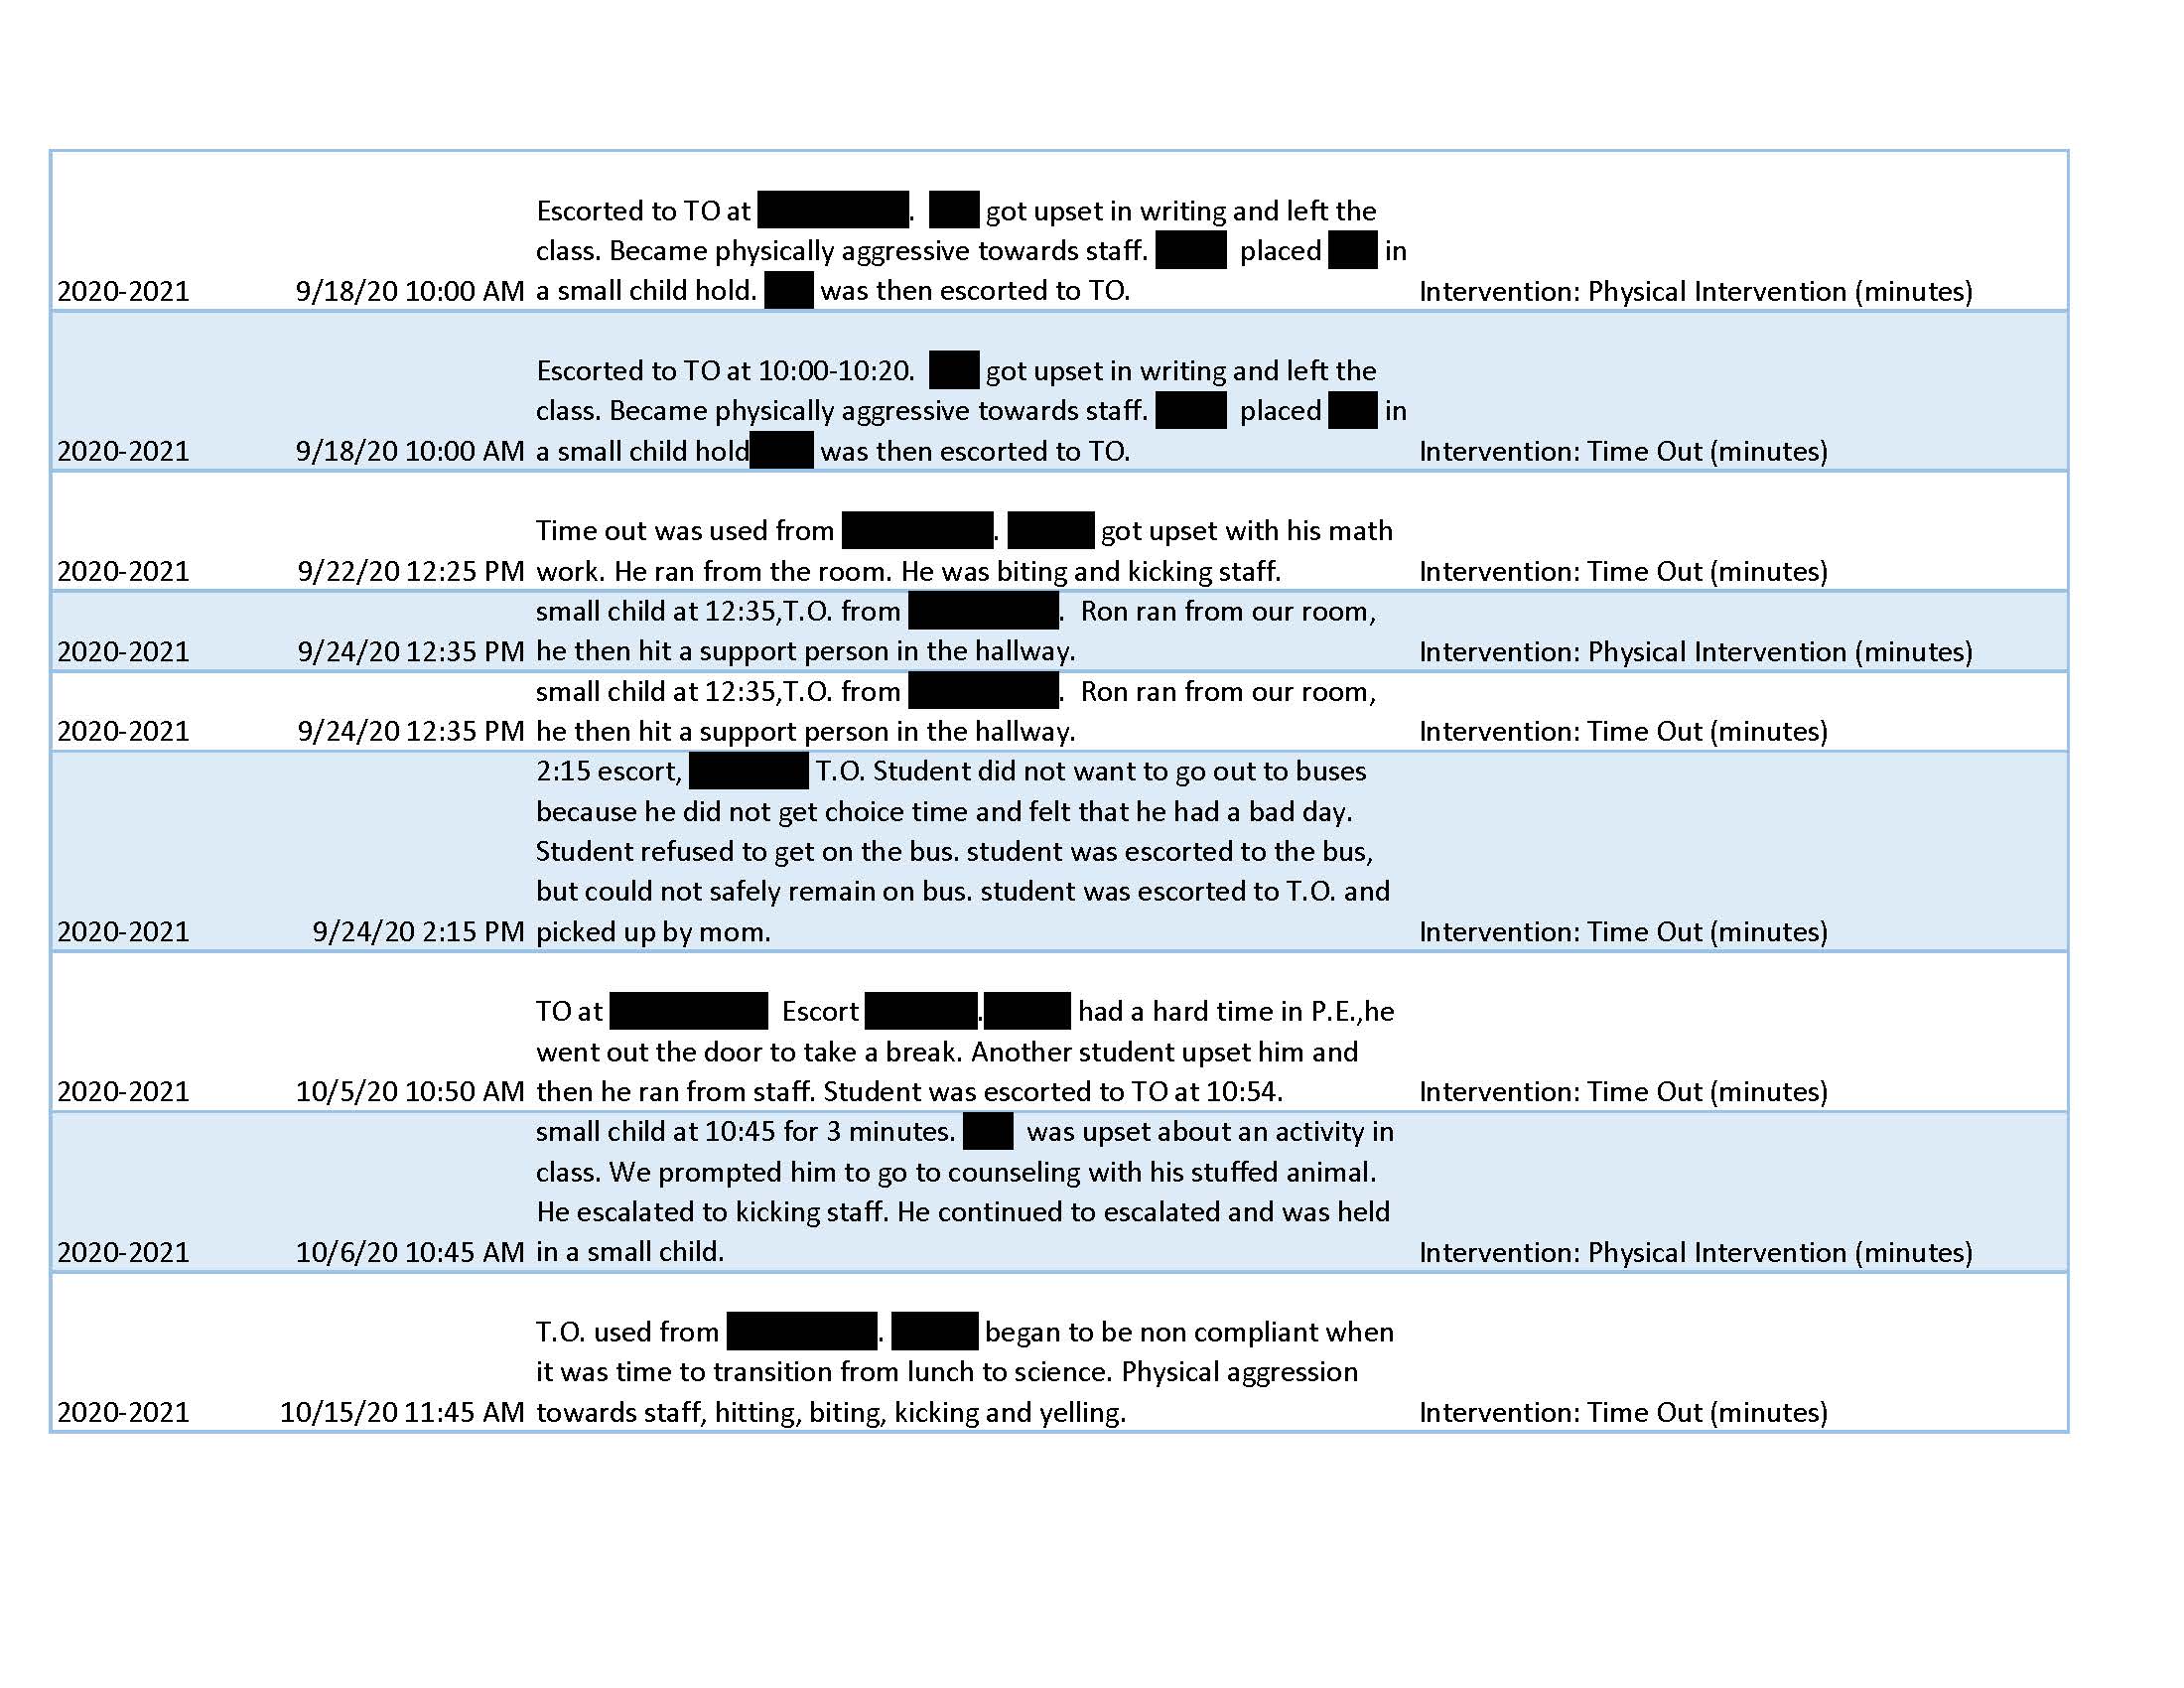 Escorted to TO at . got upset in writing and left the
class. Became physically aggressive towards staff. placed in
2020-2021 9/18/20 10:00 AM a small child hold. was then escorted to TO. Intervention: Physical Intervention (minutes)
Escorted to TO at 10:00-10:20. got upset in writing and left the
class. Became physically aggressive towards staff. placed in
2020-2021 9/18/20 10:00 AM a small child hold was then escorted to TO. Intervention: Time Out (minutes)
Time out was used from . got upset with his math
2020-2021 9/22/20 12:25 PM work. He ran from the room. He was biting and kicking staff. Intervention: Time Out (minutes)
small child at 12:35,T.O. from . Ron ran from our room,
2020-2021 9/24/20 12:35 PM he then hit a support person in the hallway. Intervention: Physical Intervention (minutes)
small child at 12:35,T.O. from . Ron ran from our room,
2020-2021 9/24/20 12:35 PM he then hit a support person in the hallway. Intervention: Time Out (minutes)
2:15 escort, T.O. Student did not want to go out to buses
because he did not get choice time and felt that he had a bad day.
Student refused to get on the bus. student was escorted to the bus,
but could not safely remain on bus. student was escorted to T.O. and
2020-2021 9/24/20 2:15 PM picked up by mom. Intervention: Time Out (minutes)
TO at Escort . had a hard time in P.E.,he
went out the door to take a break. Another student upset him and
2020-2021 10/5/20 10:50 AM then he ran from staff. Student was escorted to TO at 10:54. Intervention: Time Out (minutes)
small child at 10:45 for 3 minutes. was upset about an activity in
class. We prompted him to go to counseling with his stuffed animal.
He escalated to kicking staff. He continued to escalated and was held
2020-2021 10/6/20 10:45 AM in a small child. Intervention: Physical Intervention (minutes)
T.O. used from . began to be non compliant when
it was time to transition from lunch to science. Physical aggression
2020-2021 10/15/20 11:45 AM towards staff, hitting, biting, kicking and yelling. Intervention: Time Out (minutes)